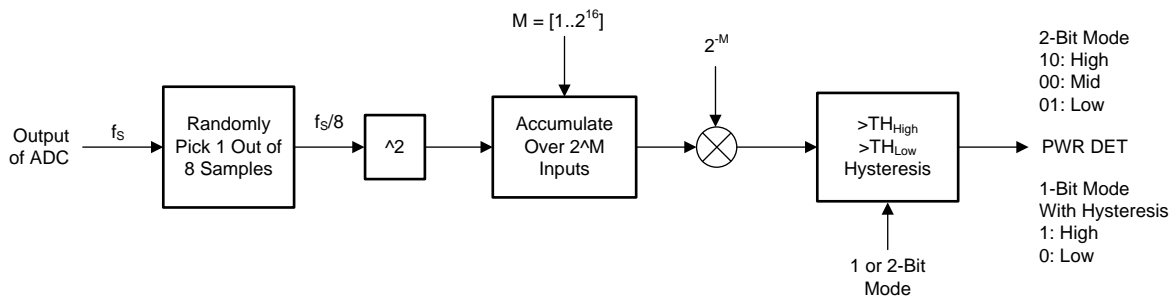 Output
of ADC
fS
Randomly
Pick 1 Out of
8 Samples
fS/8
^2
M = [1..2^16]
Accumulate
Over 2^M
Inputs
2^-M
>THHigh
>THLow
Hysteresis
1 or 2-Bit
Mode
2-Bit Mode
10: High
00: Mid
01: Low
PWR DET
1-Bit Mode
With Hysteresis
1: High
0: Low